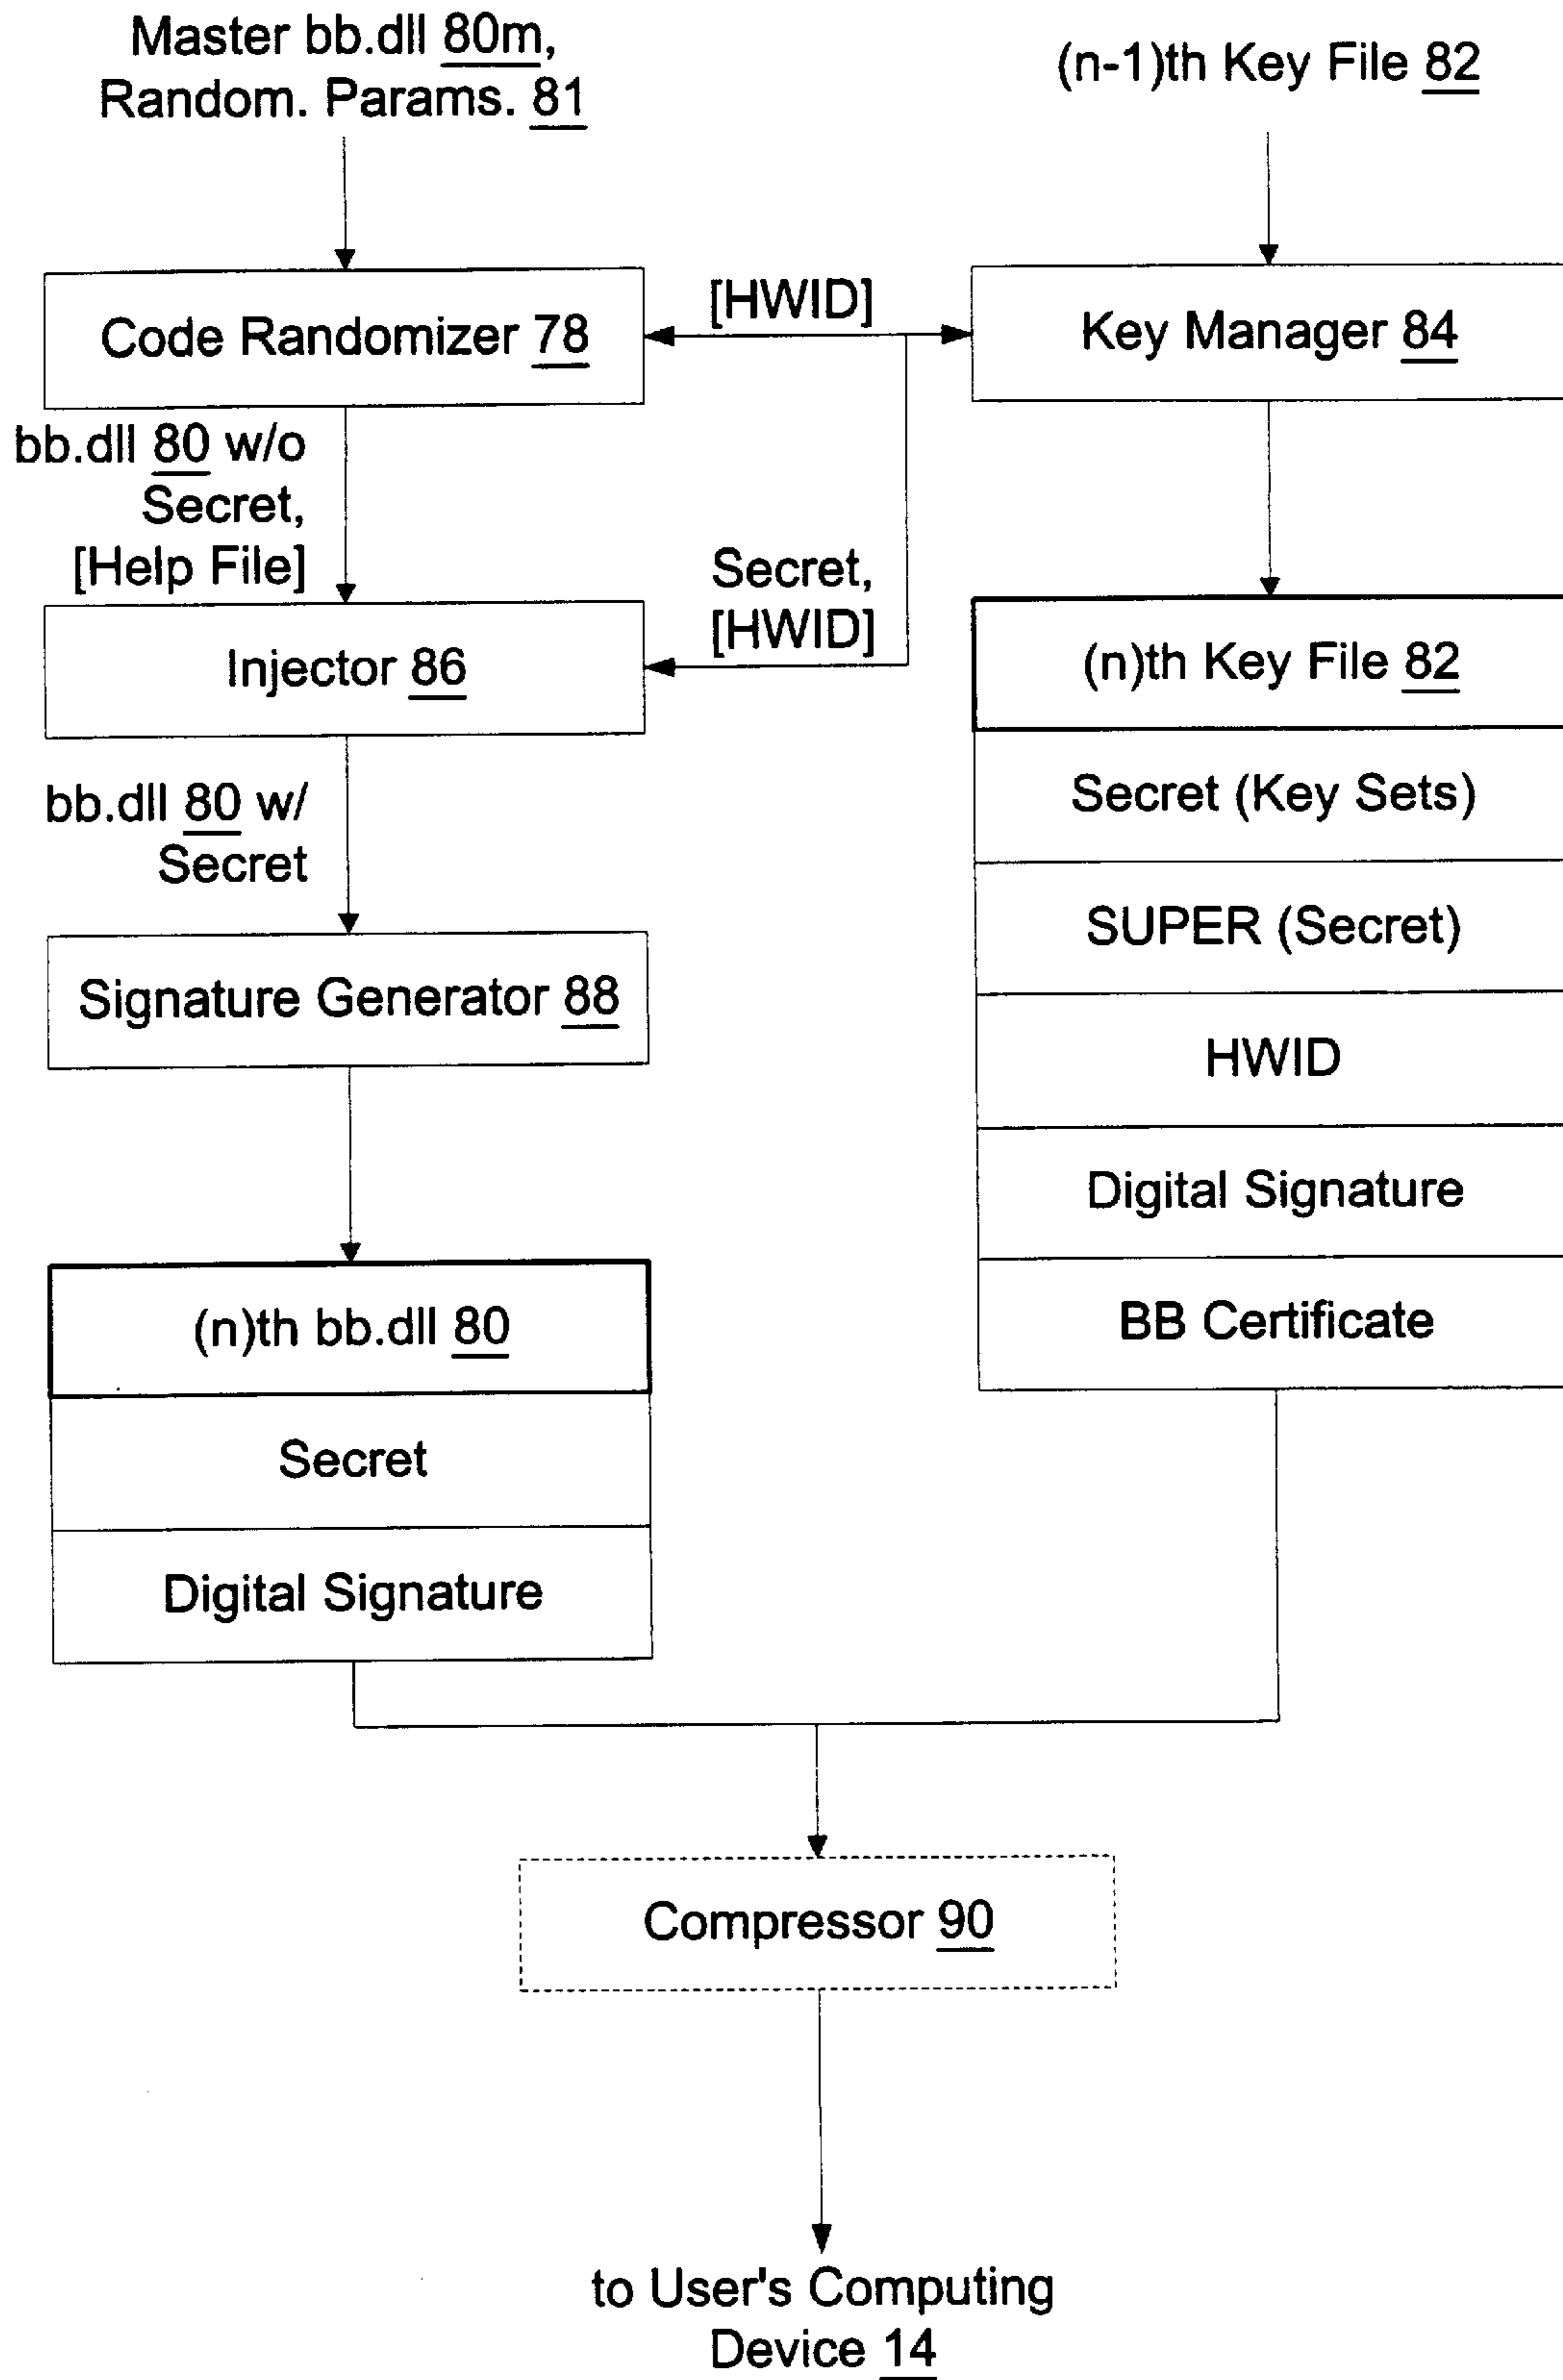 Master bb.dll 80m,
Random. Params. 81
(n-1)th Key File 82
[HWID]
Code Randomizer 78
Key Manager 84
bb.dll 80 w/o
Secret,
[Help File]
Secret,
[HWID]
Injector 86
(n)th Key File 82
Secret (Key Sets)
bb.dll 80 w/
Secret
SUPER (Secret)
Signature Generator 88
HWID
Digital Signature
BB Certificate
(n)th bb.dll 80
Secret
Digital Signature
Compressor 90
to User's Computing
Device 14